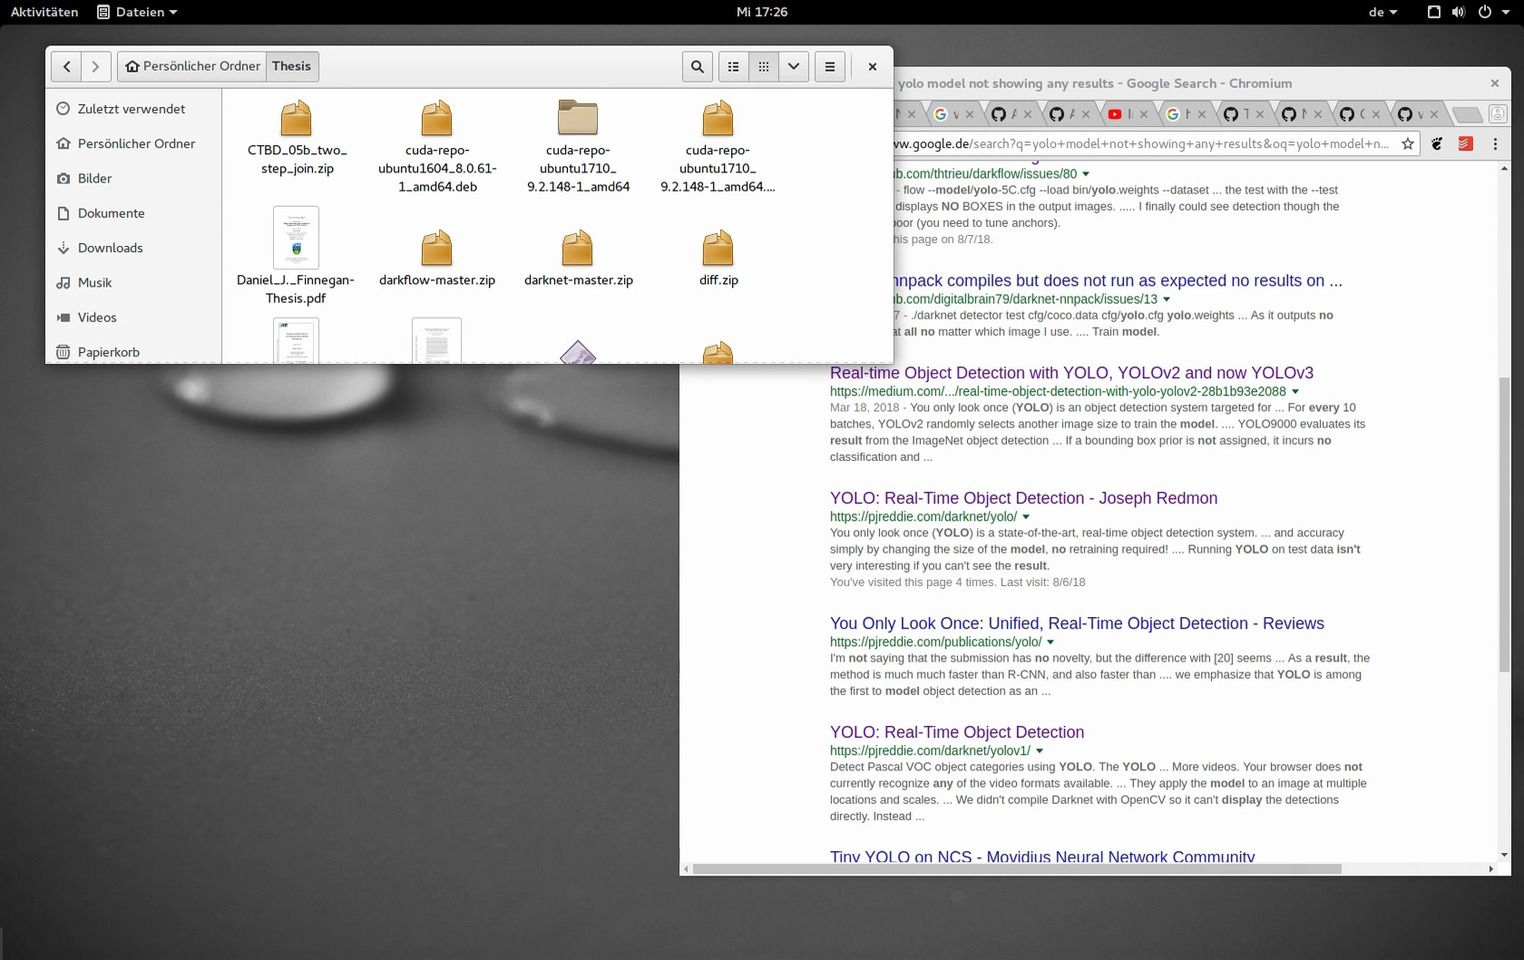 Aktivitäten Dateien Mi 17:26 de
Persönlicher Ordner Thesis
Zuletzt verwendet
Persönlicher Ordner
Bilder
Dokumente
Downloads
Musik
Videos
Papierkorb
CTBD_05b_two_
step_join.zip
cuda-repo-
ubuntu1604_8.0.61-
1_amd64.deb
cuda-repo-
ubuntu1710_
9.2.148-1_amd64
cuda-repo-
ubuntu1710_
9.2.148-1_amd64....
Daniel_J._Finnegan-
Thesis.pdf
darkflow-master.zip
darknet-master.zip
diff.zip
yolo model not showing any results - Google Search - Chromium
ww.google.de/search?q=yolo+model+not+showing+any+results&oq=yolo+model+n...
ub.com/thtrieu/darkflow/issues/80
- flow --model/yolo-5C.cfg --load bin/yolo.weights --dataset ... the test with the --test
displays NO BOXES in the output images. ..... I finally could see detection though the
oor (you need to tune anchors).
his page on 8/7/18.
nnpack compiles but does not run as expected no results on ...
ub.com/digitalbrain79/darknet-nnpack/issues/13
7 - ./darknet detector test cfg/coco.data cfg/yolo.cfg yolo.weights ... As it outputs no
at all no matter which image I use. .... Train model.
Real-time Object Detection with YOLO, YOLOv2 and now YOLOv3
https://medium.com/.../real-time-object-detection-with-yolo-yolov2-28b1b93e2088
Mar 18, 2018 - You only look once (YOLO) is an object detection system targeted for ... For every 10
batches, YOLOv2 randomly selects another image size to train the model. .... YOLO9000 evaluates its
result from the ImageNet object detection ... If a bounding box prior is not assigned, it incurs no
classification and ...
YOLO: Real-Time Object Detection - Joseph Redmon
https://pjreddie.com/darknet/yolo/
You only look once (YOLO) is a state-of-the-art, real-time object detection system. ... and accuracy
simply by changing the size of the model, no retraining required! .... Running YOLO on test data isn't
very interesting if you can't see the result.
You've visited this page 4 times. Last visit: 8/6/18
You Only Look Once: Unified, Real-Time Object Detection - Reviews
https://pjreddie.com/publications/yolo/
I'm not saying that the submission has no novelty, but the difference with [20] seems ... As a result, the
method is much much faster than R-CNN, and also faster than .... we emphasize that YOLO is among
the first to model object detection as an ...
YOLO: Real-Time Object Detection
https://pjreddie.com/darknet/yolov1/
Detect Pascal VOC object categories using YOLO. The YOLO ... More videos. Your browser does not
currently recognize any of the video formats available. ... They apply the model to an image at multiple
locations and scales. ... We didn't compile Darknet with OpenCV so it can't display the detections
directly. Instead ...
Tiny YOLO on NCS - Movidius Neural Network Community